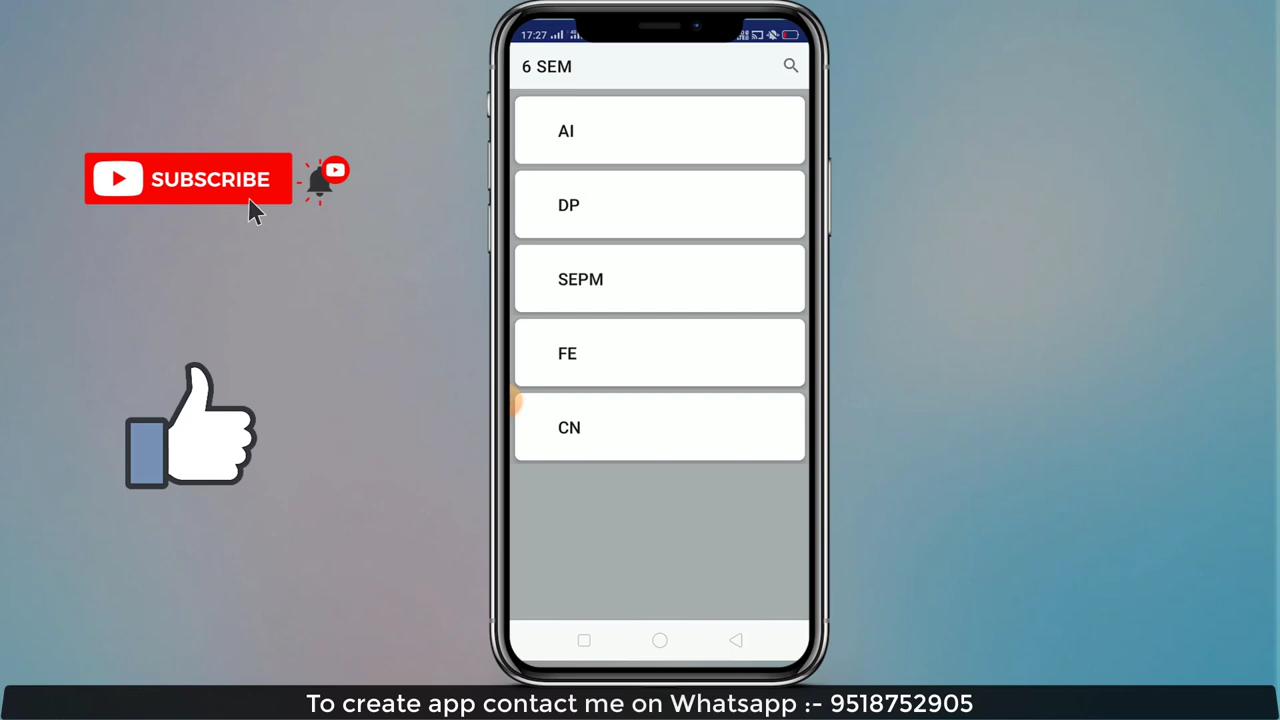 17:27
6 SEM
AI
DP
SEPM
FE
CN
SUBSCRIBE
To create app contact me on Whatsapp :- 9518752905